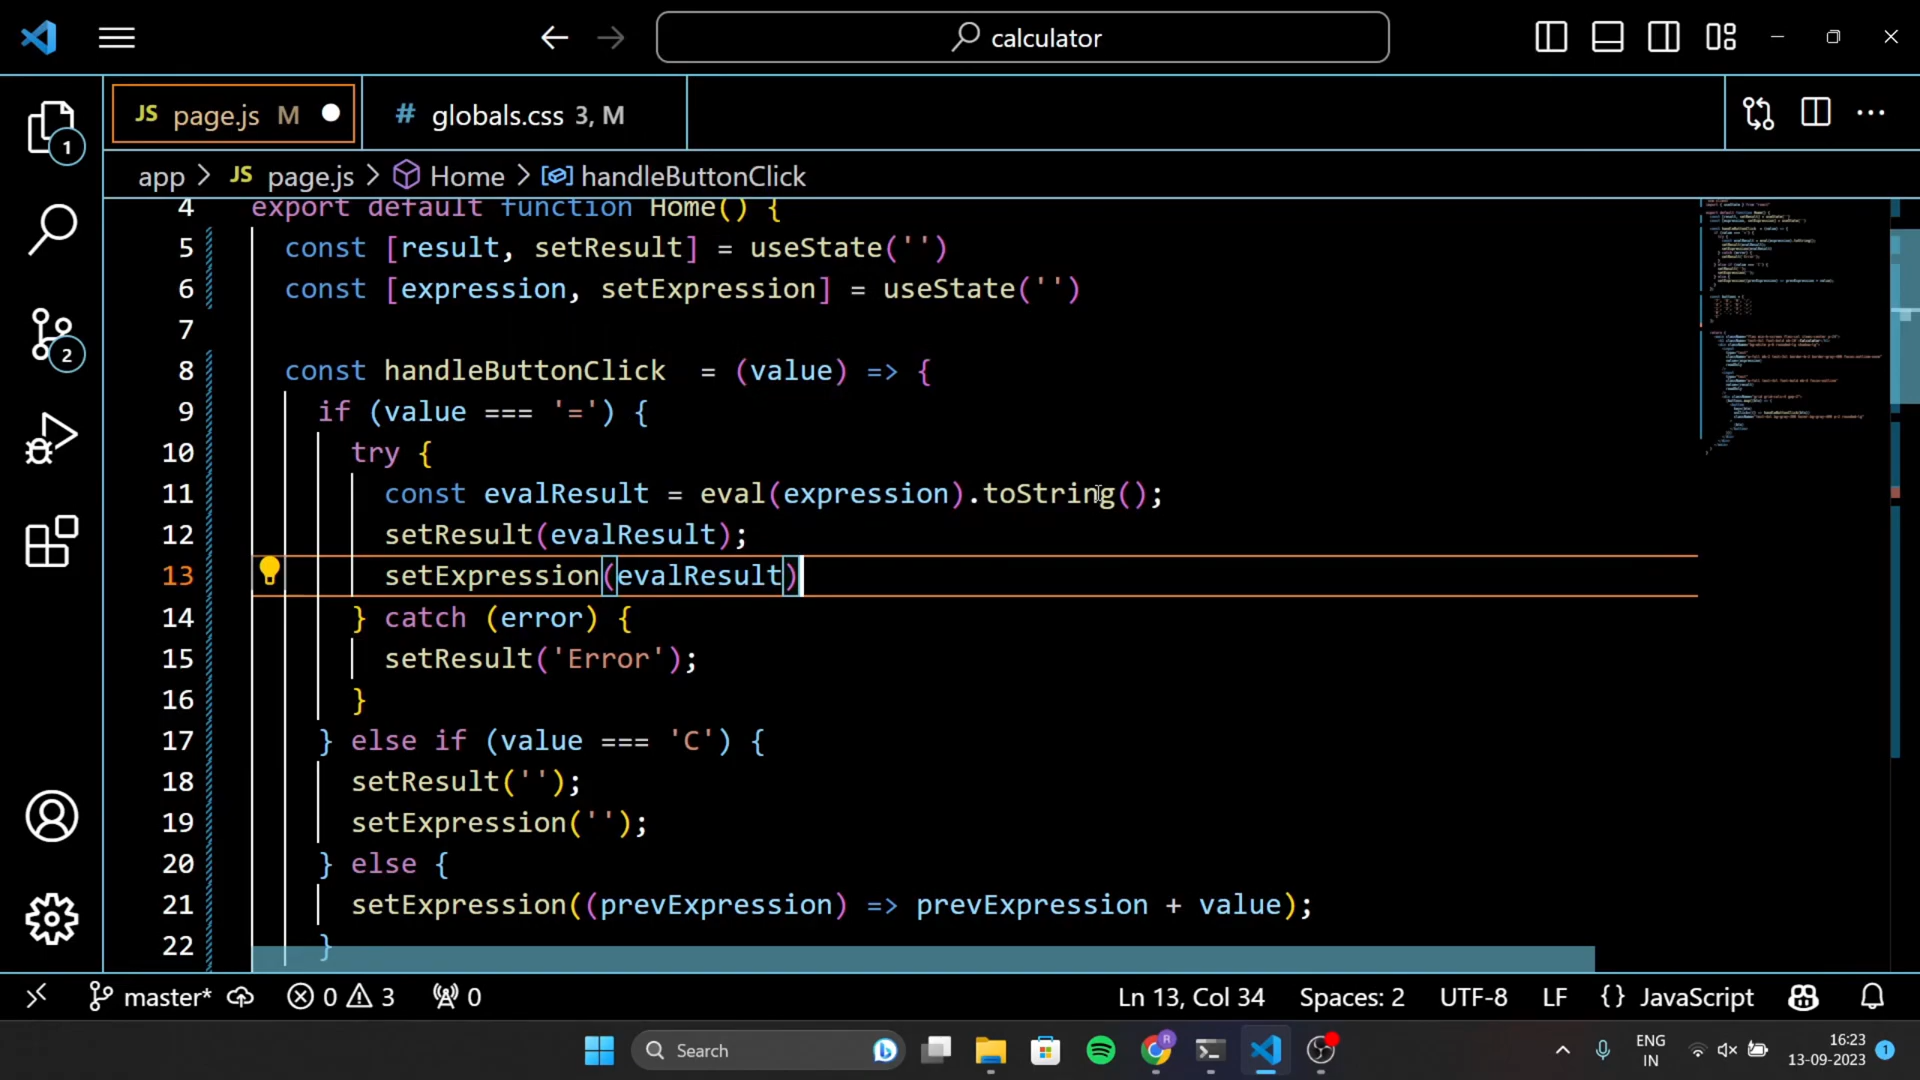 calculator
JS page.js M
# globals.css 3, M
1
app > JS page.js > Home > handleButtonClick
4 export default function Home() {
5 const [result, setResult] = useState('')
6 const [expression, setExpression] = useState('')
7
8 const handleButtonClick  = (value) => {
9 if (value === '=') {
10 try {
11 const evalResult = eval(expression).toString();
12 setResult(evalResult);
13 setExpression(evalResult)
14 } catch (error) {
15 setResult('Error');
16 }
17 } else if (value === 'C') {
18 setResult('');
19 setExpression('');
20 } else {
21 setExpression((prevExpression) => prevExpression + value);
22 }
2
master* 0 3 0 Ln 13, Col 34 Spaces: 2 UTF-8 LF {} JavaScript
Search R ENG IN 16:23 13-09-2023 1